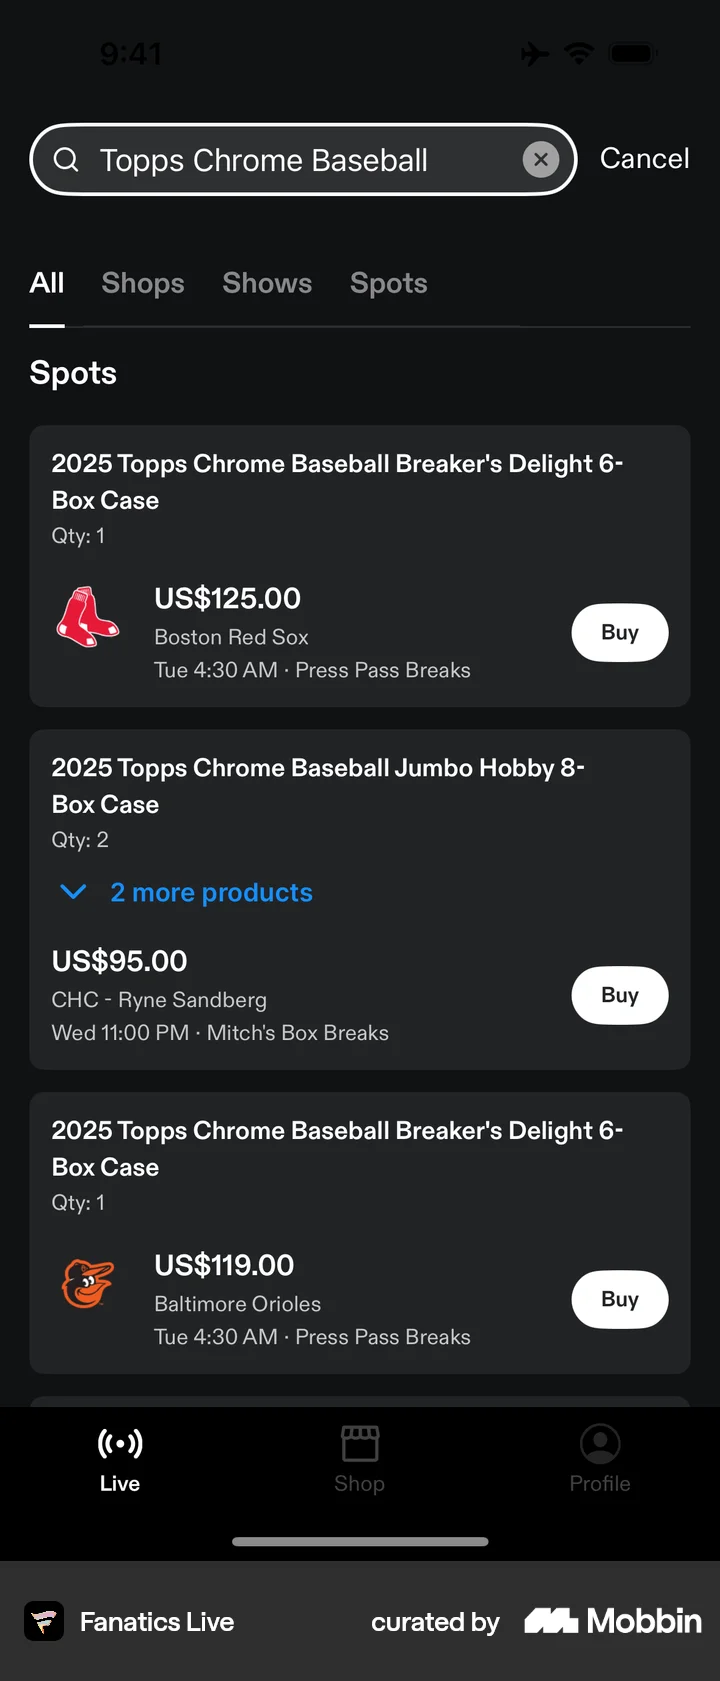 9:41
Topps Chrome Baseball
Cancel
All Shops Shows Spots
Spots
2025 Topps Chrome Baseball Breaker's Delight 6-
Box Case
Qty: 1
US$125.00
Boston Red Sox
Tue 4:30 AM · Press Pass Breaks
Buy
2025 Topps Chrome Baseball Jumbo Hobby 8-
Box Case
Qty: 2
2 more products
US$95.00
CHC - Ryne Sandberg
Wed 11:00 PM · Mitch's Box Breaks
Buy
2025 Topps Chrome Baseball Breaker's Delight 6-
Box Case
Qty: 1
US$119.00
Baltimore Orioles
Tue 4:30 AM · Press Pass Breaks
Buy
Live Shop Profile
Fanatics Live
curated by Mobbin